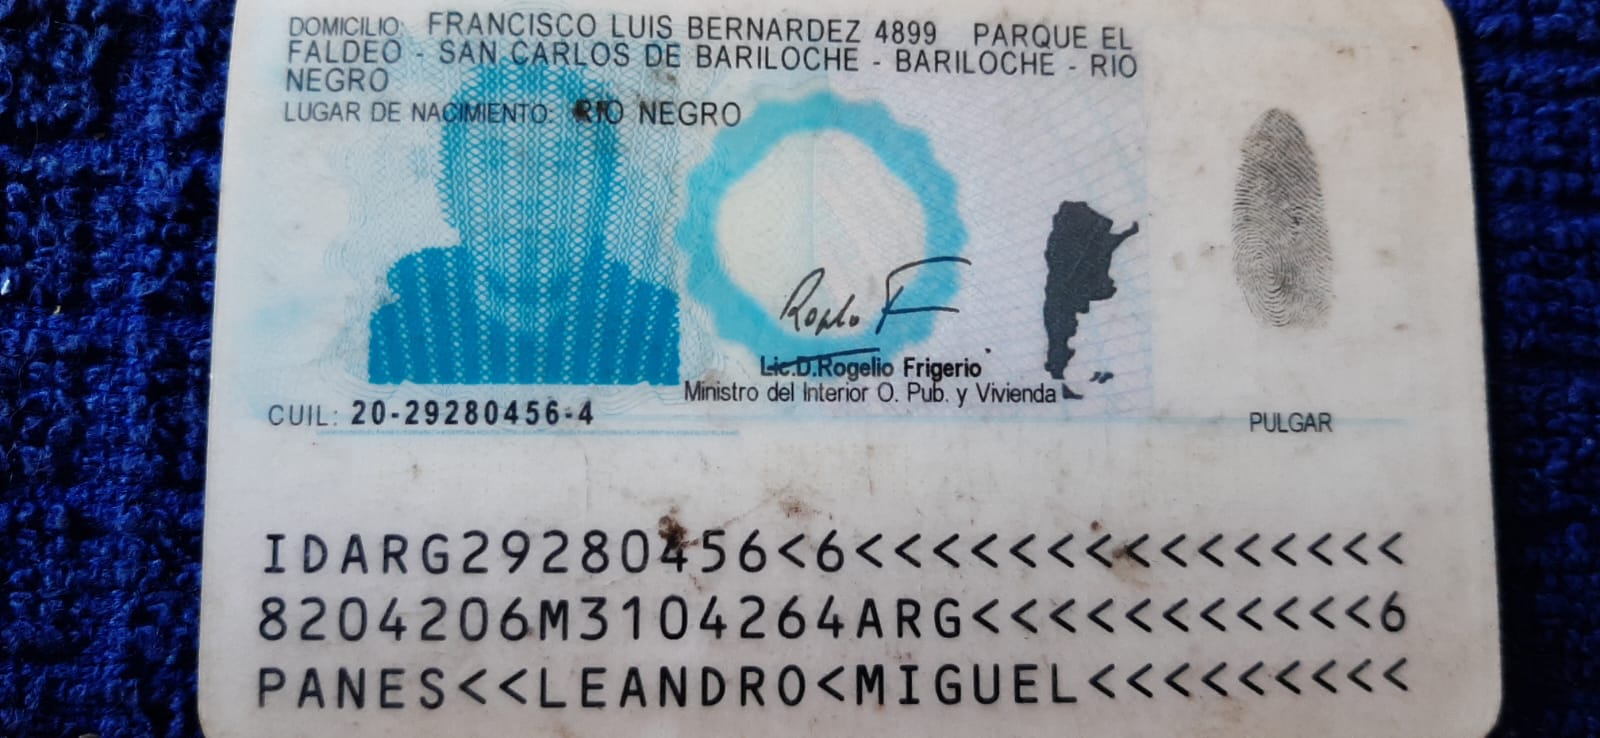 DOMICILIO: FRANCISCO LUIS BERNARDEZ 4899 PARQUE EL
FALDEO - SAN CARLOS DE BARILOCHE - BARILOCHE - RIO
NEGRO
LUGAR DE NACIMIENTO: RIO NEGRO
Lic.D.Rogelio Frigerio
Ministro del Interior O. Pub. y Vivienda
CUIL: 20-29280456-4
PULGAR
IDARG29280456<6<<<<<<<<<<<<<<<
8204206M3104264ARG<<<<<<<<<<<6
PANES<<LEANDRO<MIGUEL<<<<<<<<<